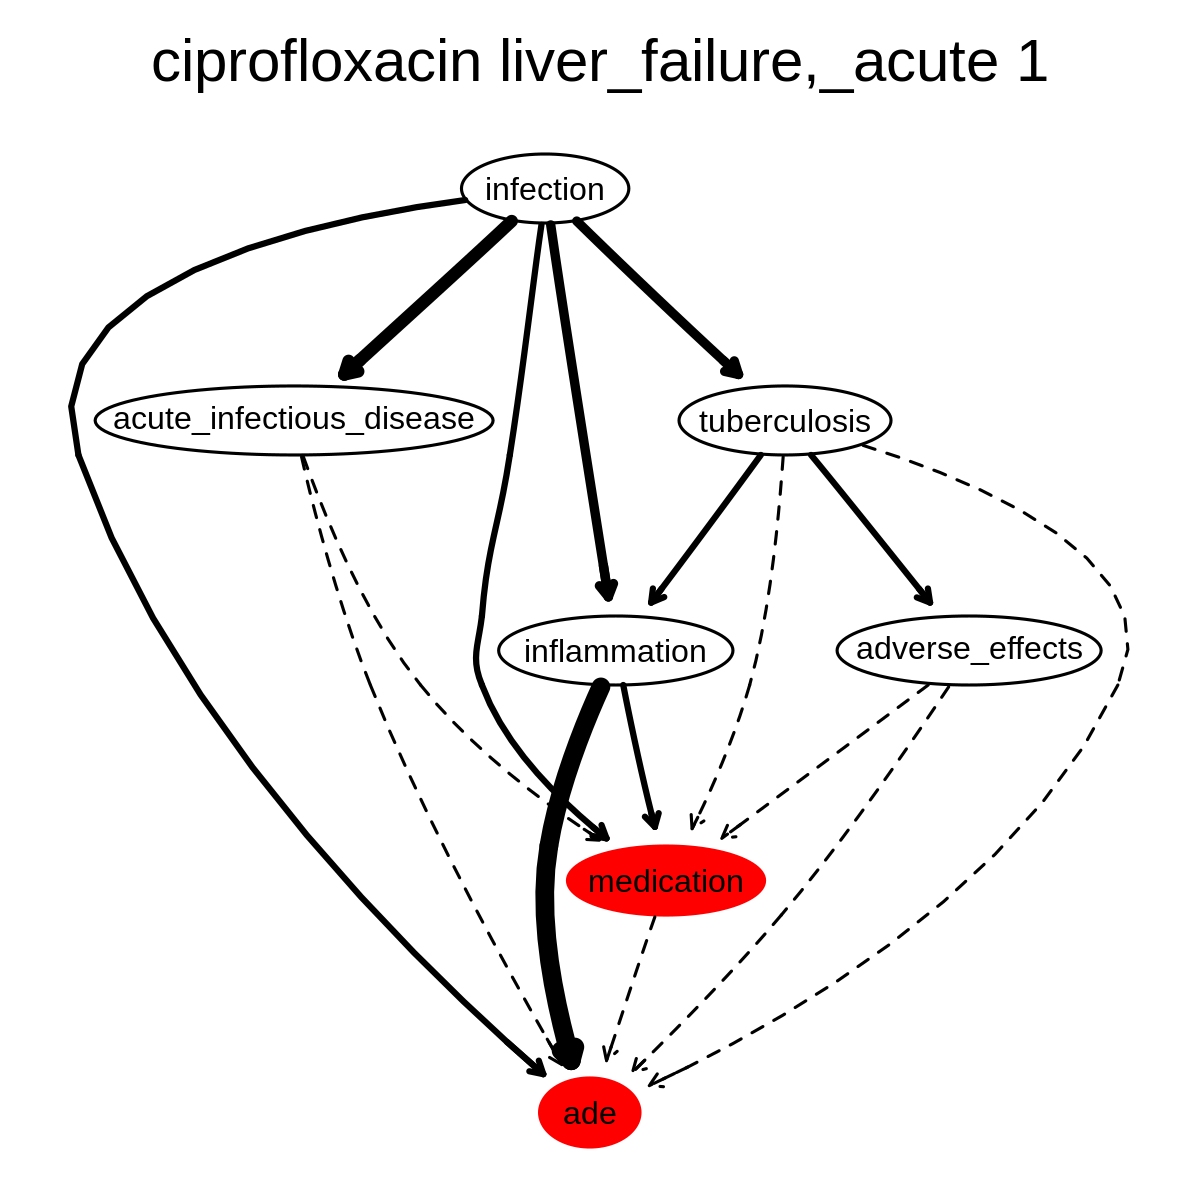 ciprofloxacin liver_failure,_acute 1
infection
acute_infectious_disease
tuberculosis
inflammation
adverse_effects
medication
ade